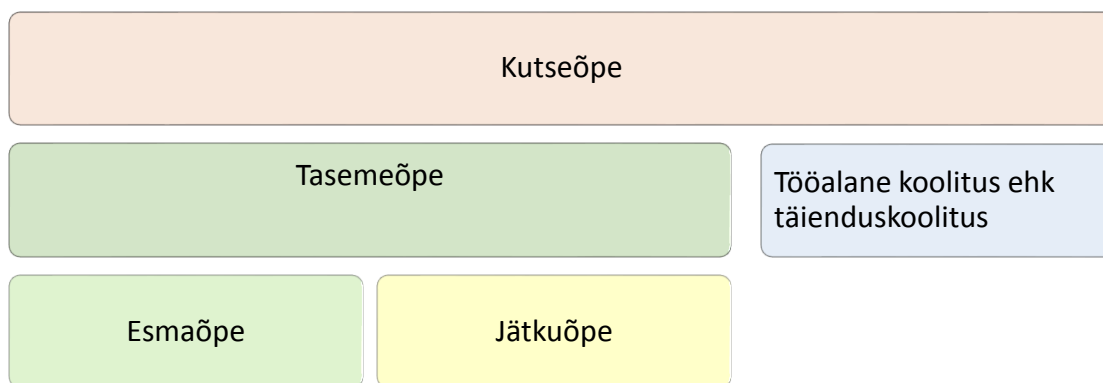 Kutseõpe
Tasemeõpe
Tööalane koolitus ehk
täienduskoolitus
Esmaõpe
Jätkuõpe